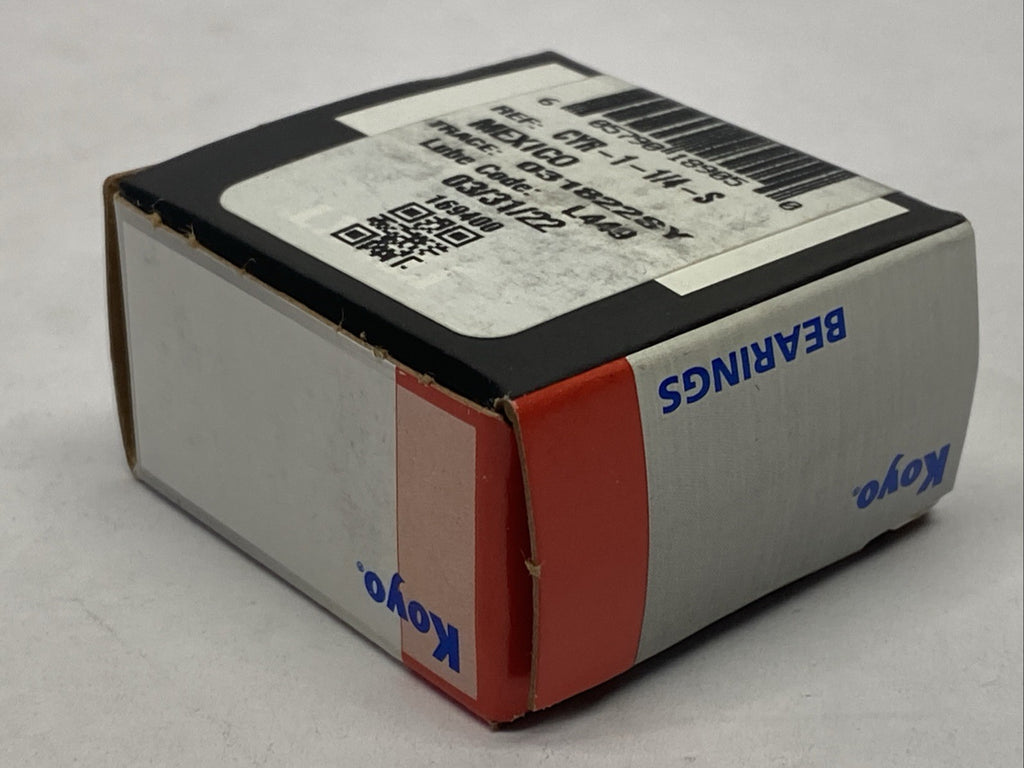 REF: CYR-1-1/4-S
MEXICO
TRACE: 031822SY
Lube Code: L449
03/31/22
169400
BEARINGS
Koyo.
Koyo.